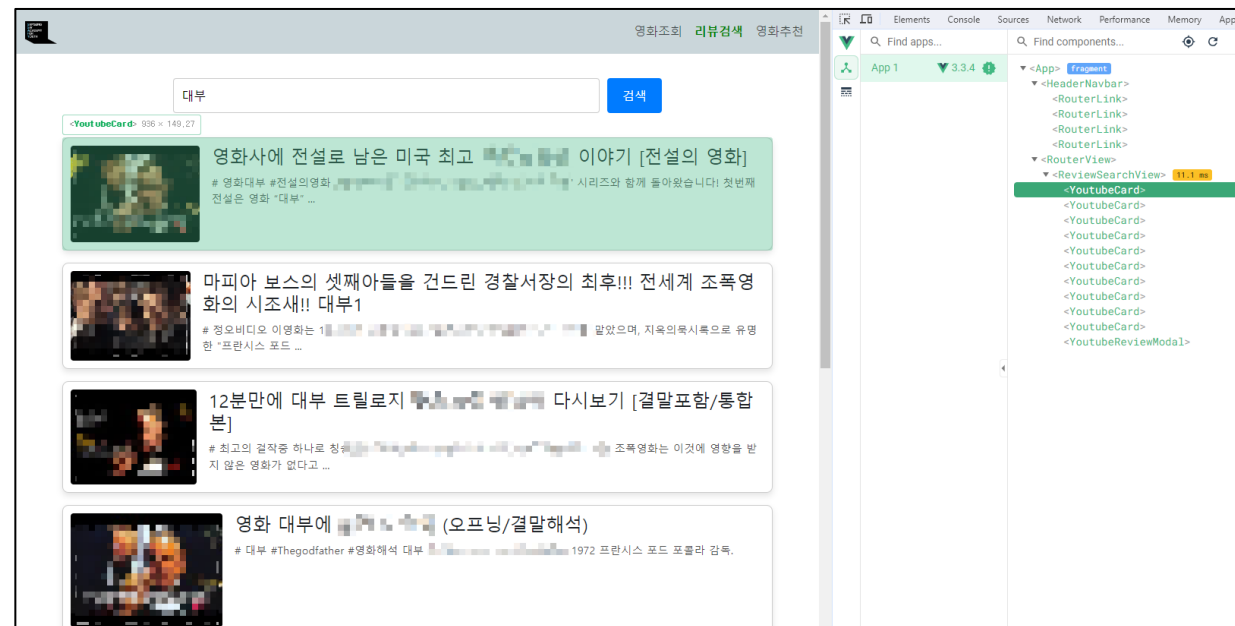 영화조회 리뷰검색 영화추천
대부
검색
<YoutubeCard> 936 × 149.27
영화사에 전설로 남은 미국 최고 이야기 [전설의 영화]
# 영화대부 #전설의영화 시리즈와 함께 돌아왔습니다! 첫번째
전설은 영화 "대부" ...
마피아 보스의 셋째아들을 건드린 경찰서장의 최후!!! 전세계 조폭영
화의 시조새!! 대부1
# 정오비디오 이영화는 1 맡았으며, 지옥의묵시록으로 유명
한 "프란시스 포드 ...
12분만에 대부 트릴로지 다시보기 [결말포함/통합
본]
# 최고의 걸작중 하나로 칭 조폭영화는 이것에 영향을 받
지 않은 영화가 없다고 ...
영화 대부에 (오프닝/결말해석)
# 대부 #Thegodfather #영화해석 대부 1972 프란시스 포드 포콜라 감독.
Elements Console Sources Network Performance Memory App
Find apps...
Find components...
App 1 3.3.4
<App> fragment
<HeaderNavbar>
<RouterLink>
<RouterLink>
<RouterLink>
<RouterLink>
<RouterView>
<ReviewSearchView> 11.1 ms
<YoutubeCard>
<YoutubeCard>
<YoutubeCard>
<YoutubeCard>
<YoutubeCard>
<YoutubeCard>
<YoutubeCard>
<YoutubeCard>
<YoutubeCard>
<YoutubeCard>
<YoutubeReviewModal>